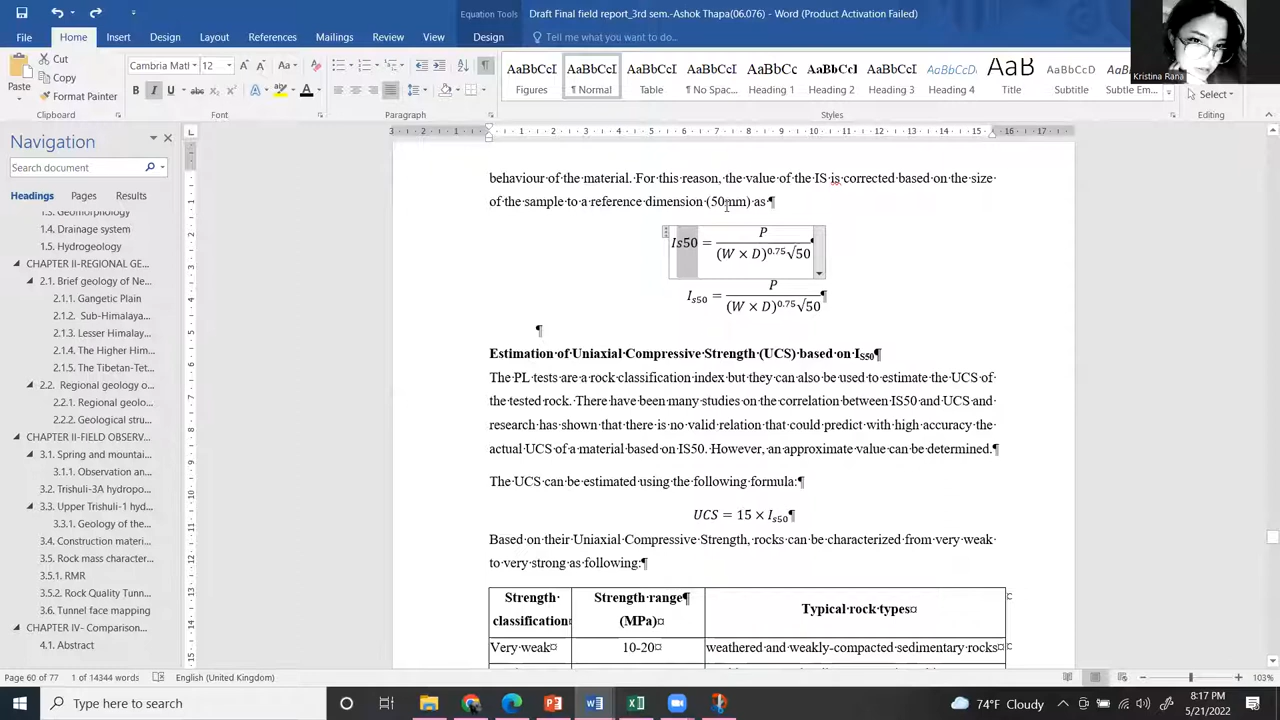 Equation Tools
Draft Final field report_3rd sem.-Ashok Thapa(06.076) - Word (Product Activation Failed)
File Home Insert Design Layout References Mailings Review View Help Design Tell me what you want to do...
Kristina Rana
Cut
Copy
Format Painter
Paste
Clipboard
Cambria Mat 12
Font
Paragraph
AaBbCcI AaBbCcI AaBbCcI AaBbCcI AaBbCc AaBbCcI AaBbCcI AaBbCcD AaB AaBbCcD AaBbCcI
Figures Normal Table No Spac... Heading 1 Heading 2 Heading 3 Heading 4 Title Subtitle Subtle Em...
Styles
Select
Editing
Navigation
Search document
Headings Pages Results
1.3. Geomorphology
1.4. Drainage system
1.5. Hydrogeology
CHAPTER II-REGIONAL GE...
2.1. Brief geology of Ne...
2.1.1. Gangetic Plain
2.1.2. Sub-Himalaya...
2.1.3. Lesser Himalay...
2.1.4. The Higher Him...
2.1.5. The Tibetan-Tet...
2.2. Regional geology o...
2.2.1. Regional geolo...
2.2.2. Geological stru...
CHAPTER II-FIELD OBSERV...
3.1. Spring and mountai...
3.1.1. Observation an...
3.2. Trishuli-3A hydropo...
3.3. Upper Trishuli-1 hyd...
3.3.1. Geology of the...
3.4. Construction materi...
3.5. Rock mass character...
3.5.1. RMR
3.5.2. Rock Quality Tunn...
3.6. Tunnel face mapping
CHAPTER IV- Comparison...
4.1. Abstract
behaviour of the material. For this reason, the value of the IS is corrected based on the size
of the sample to a reference dimension (50mm) as ¶
Is50 = P / (W × D)^0.75 √50
I_s50 = P / (W × D)^0.75 √50 ¶
¶
Estimation of Uniaxial Compressive Strength (UCS) based on IS50¶
The PL tests are a rock classification index but they can also be used to estimate the UCS of
the tested rock. There have been many studies on the correlation between IS50 and UCS and
research has shown that there is no valid relation that could predict with high accuracy the
actual UCS of a material based on IS50. However, an approximate value can be determined.¶
The UCS can be estimated using the following formula:¶
UCS = 15 × I_s50¶
Based on their Uniaxial Compressive Strength, rocks can be characterized from very weak
to very strong as following:¶
Strength classification¤ Strength range¶ (MPa)¤ Typical rock types¤
Very weak¤ 10-20¤ weathered and weakly-compacted sedimentary rocks¤
Page 60 of 77 1 of 14344 words English (United Kingdom) 103%
Type here to search
74°F Cloudy
8:17 PM
5/21/2022